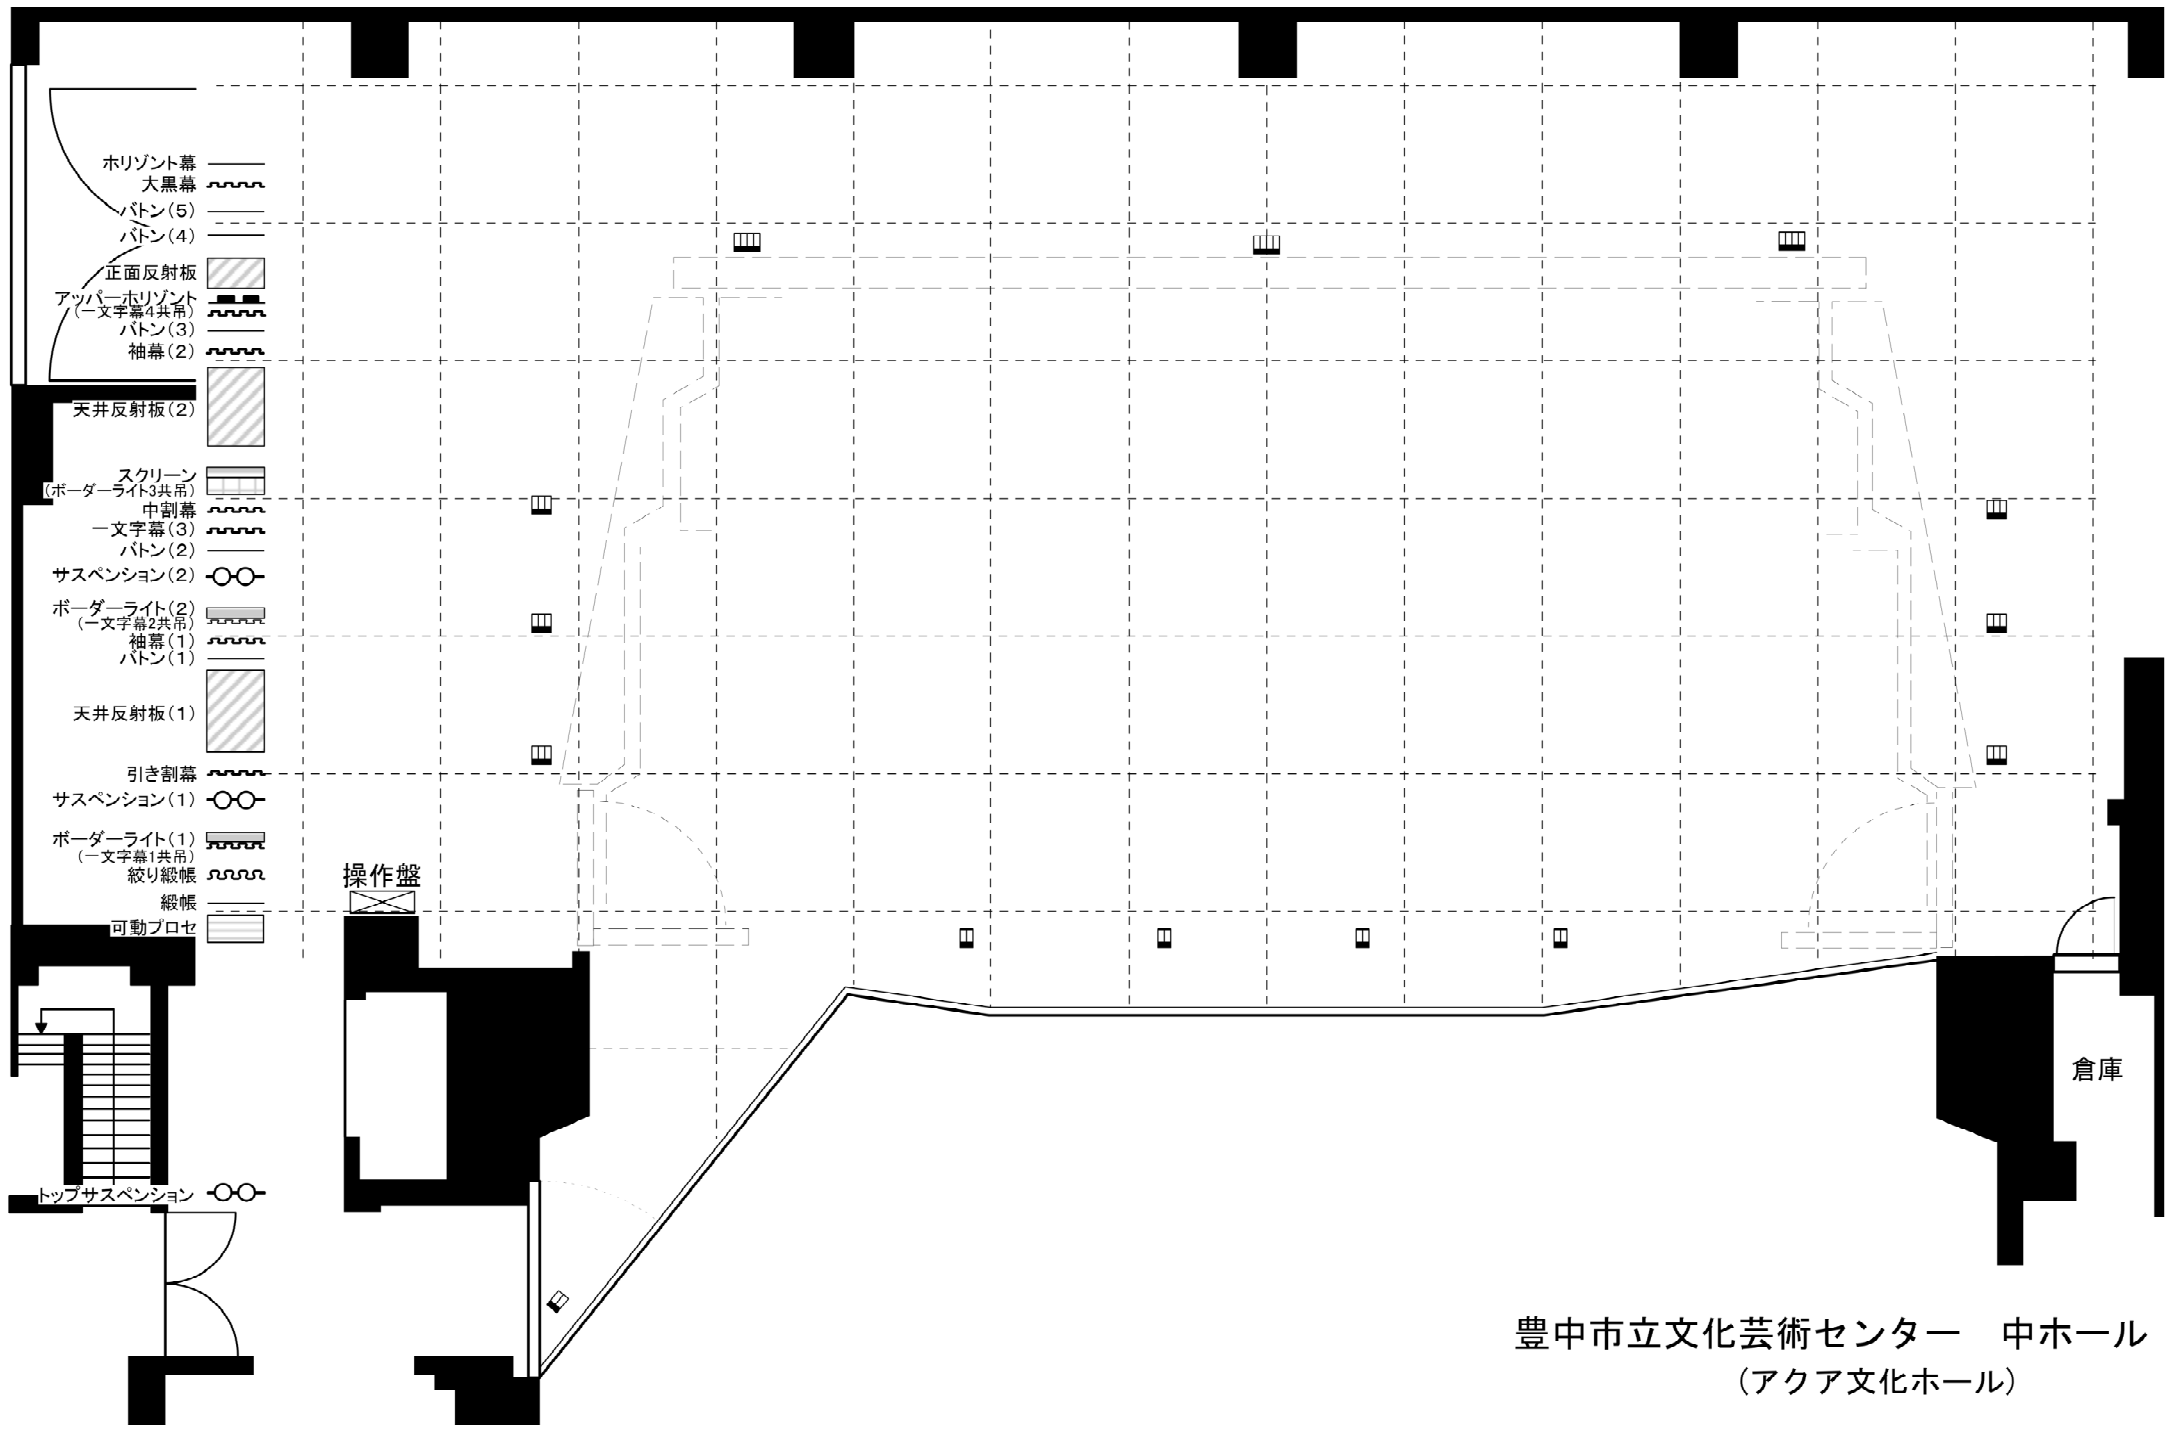 ホリゾント幕
大黒幕
バトン(5)
バトン(4)
正面反射板
アッパーホリゾント
(一文字幕4共吊)
バトン(3)
袖幕(2)
天井反射板(2)
スクリーン
(ボーダーライト3共吊)
中割幕
一文字幕(3)
バトン(2)
サスペンション(2)
ボーダーライト(2)
(一文字幕2共吊)
袖幕(1)
バトン(1)
天井反射板(1)
引き割幕
サスペンション(1)
ボーダーライト(1)
(一文字幕1共吊)
絞り緞帳
緞帳
可動プロセ
操作盤
トップサスペンション
倉庫
豊中市立文化芸術センター　中ホール
(アクア文化ホール)